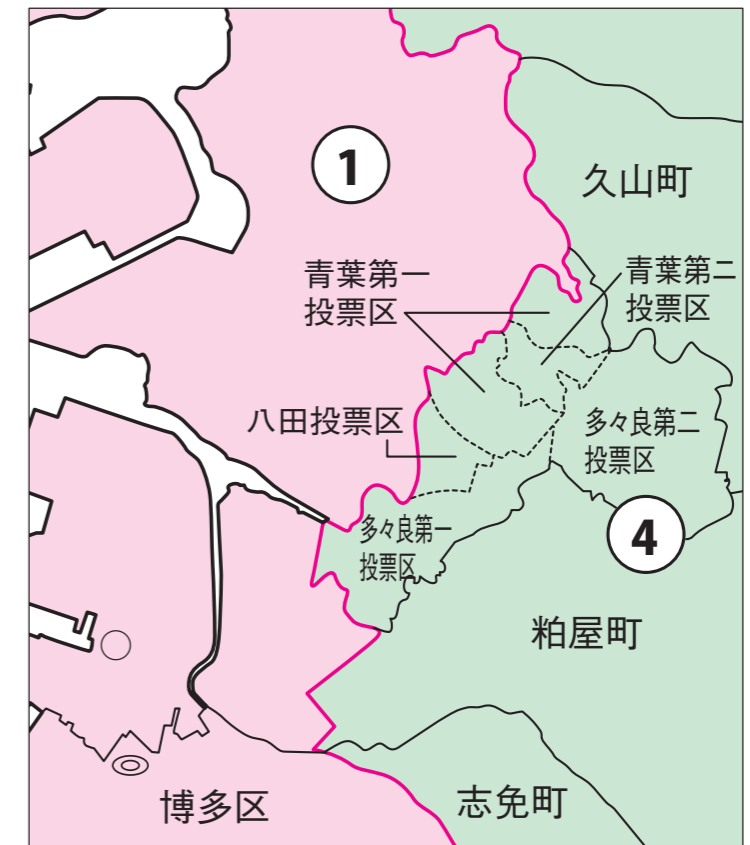 1
久山町
青葉第一
投票区
青葉第二
投票区
八田投票区
多々良第二
投票区
多々良第一
投票区
4
粕屋町
博多区
志免町